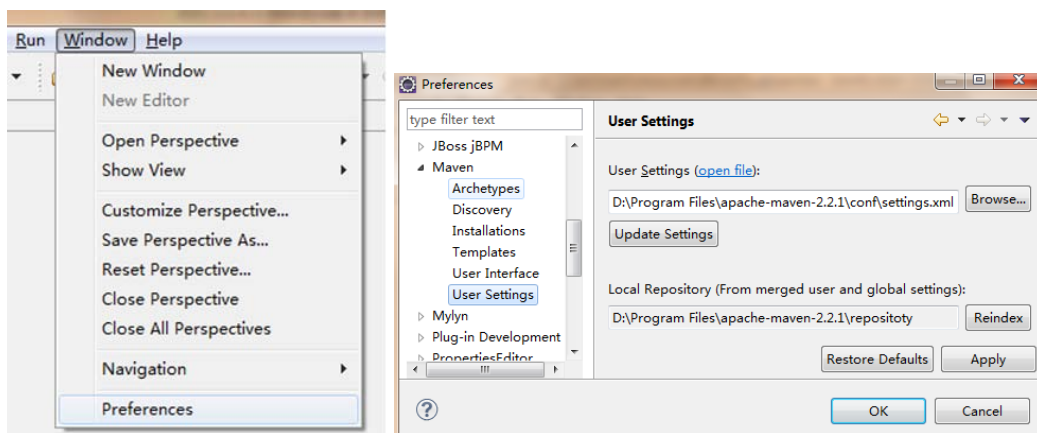 Run Window Help
New Window
New Editor
Open Perspective
Show View
Customize Perspective...
Save Perspective As...
Reset Perspective...
Close Perspective
Close All Perspectives
Navigation
Preferences
Preferences
type filter text
JBoss jBPM
Maven
Archetypes
Discovery
Installations
Templates
User Interface
User Settings
Mylyn
Plug-in Development
PropertiesEditor
User Settings
User Settings (open file):
D:\Program Files\apache-maven-2.2.1\conf\settings.xml Browse...
Update Settings
Local Repository (From merged user and global settings):
D:\Program Files\apache-maven-2.2.1\repositoty Reindex
Restore Defaults Apply
OK Cancel